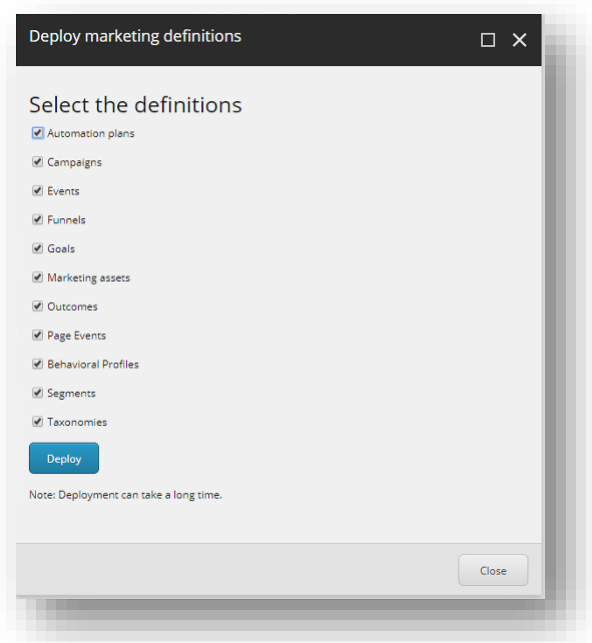 Deploy marketing definitions
Select the definitions
Automation plans
Campaigns
Events
Funnels
Goals
Marketing assets
Outcomes
Page Events
Behavioral Profiles
Segments
Taxonomies
Deploy
Note: Deployment can take a long time.
Close